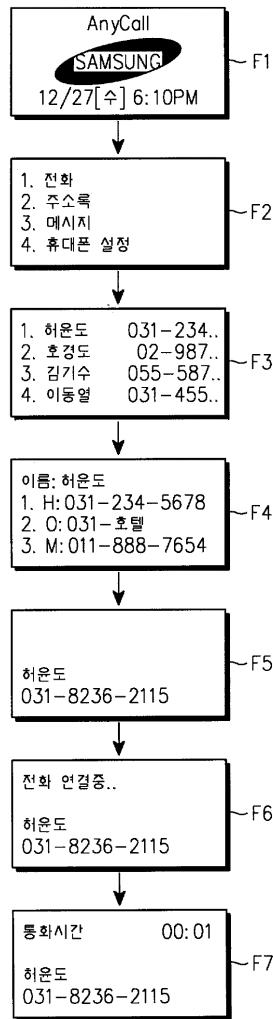 AnyCall
SAMSUNG
12/27[수] 6:10PM
F1
1. 전화
2. 주소록
3. 메시지
4. 휴대폰 설정
F2
1. 허윤도 031-234..
2. 호경도 02-987..
3. 김기수 055-587..
4. 이동열 031-455..
F3
이름: 허윤도
1. H: 031-234-5678
2. O: 031-호텔
3. M: 011-888-7654
F4
허윤도
031-8236-2115
F5
전화 연결중..
허윤도
031-8236-2115
F6
통화시간 00:01
허윤도
031-8236-2115
F7